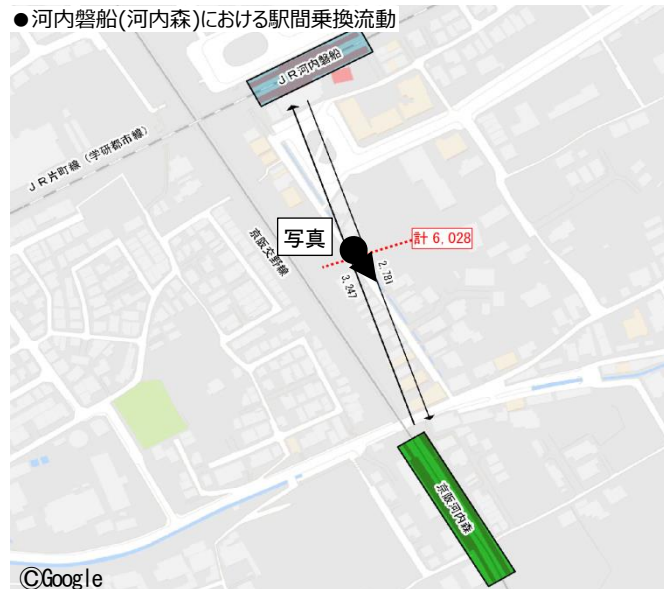 ●河内磐船(河内森)における駅間乗換流動
JR河内磐船
JR片町線(学研都市線)
京阪交野線
写真
計 6,028
3,247
2,781
京阪河内森
©Google